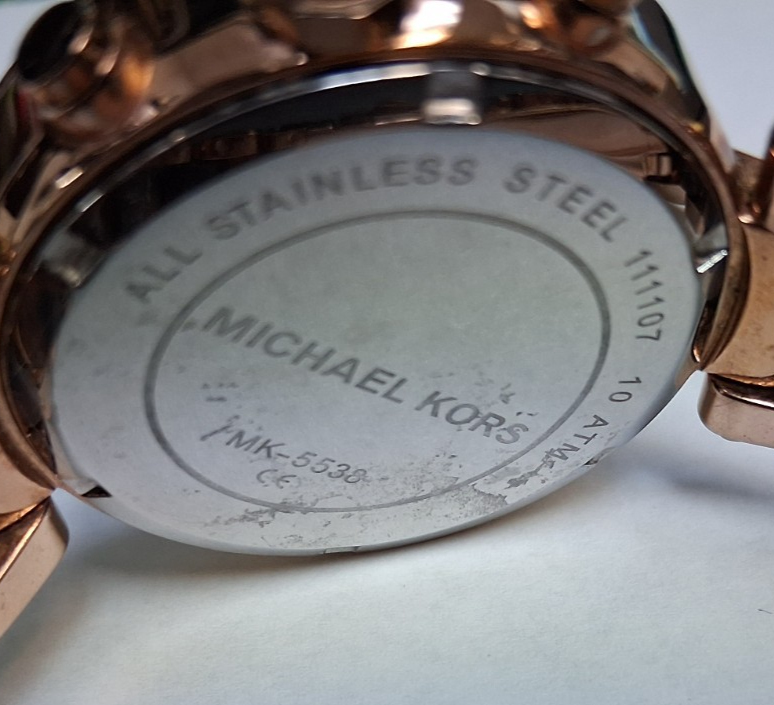 ALL STAINLESS STEEL 111107 10 ATM
MICHAEL KORS
MK-5538
CE